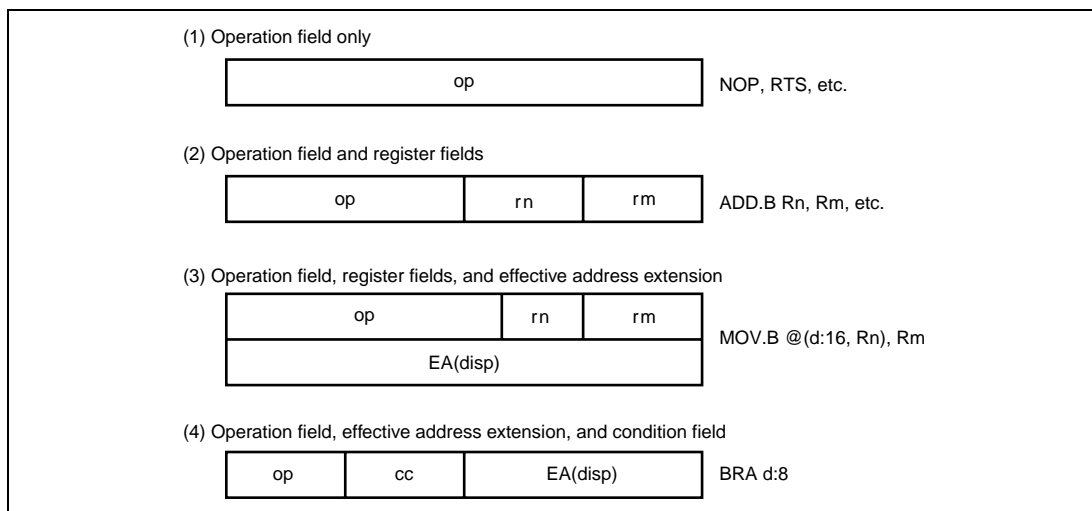 (1) Operation field only
op
NOP, RTS, etc.
(2) Operation field and register fields
op rn rm
ADD.B Rn, Rm, etc.
(3) Operation field, register fields, and effective address extension
op rn rm
EA(disp)
MOV.B @(d:16, Rn), Rm
(4) Operation field, effective address extension, and condition field
op cc EA(disp)
BRA d:8